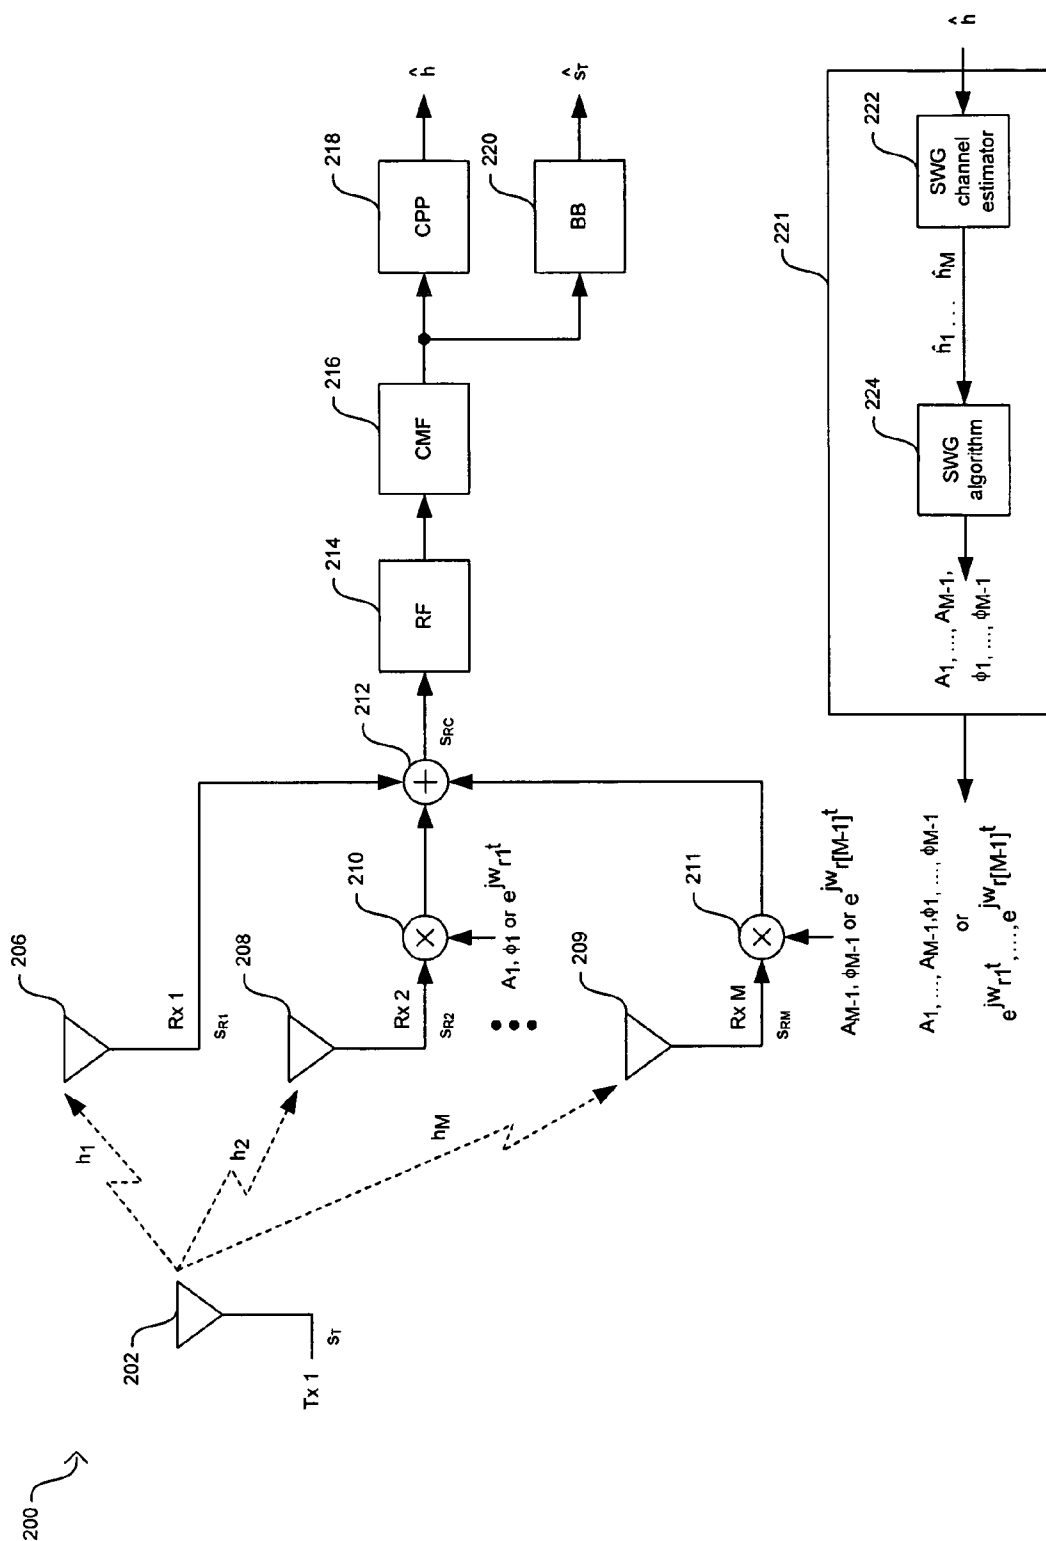 200
202
Tx 1
sT
h1
h2
hM
206
Rx 1
sR1
208
Rx 2
sR2
210
A1, ϕ1 or e^jwr1t
209
Rx M
sRM
211
AM-1, ϕM-1 or e^jwr[M-1]t
212
sRC
214
RF
216
CMF
218
CPP
ĥ
220
BB
ŝT
221
ĥ
222
SWG
channel
estimator
ĥ1 . . . ĥM
224
SWG
algorithm
A1, ..., AM-1,
ϕ1, ..., ϕM-1
A1, ..., AM-1,ϕ1, ..., ϕM-1
or
e^jwr1t,...,e^jwr[M-1]t